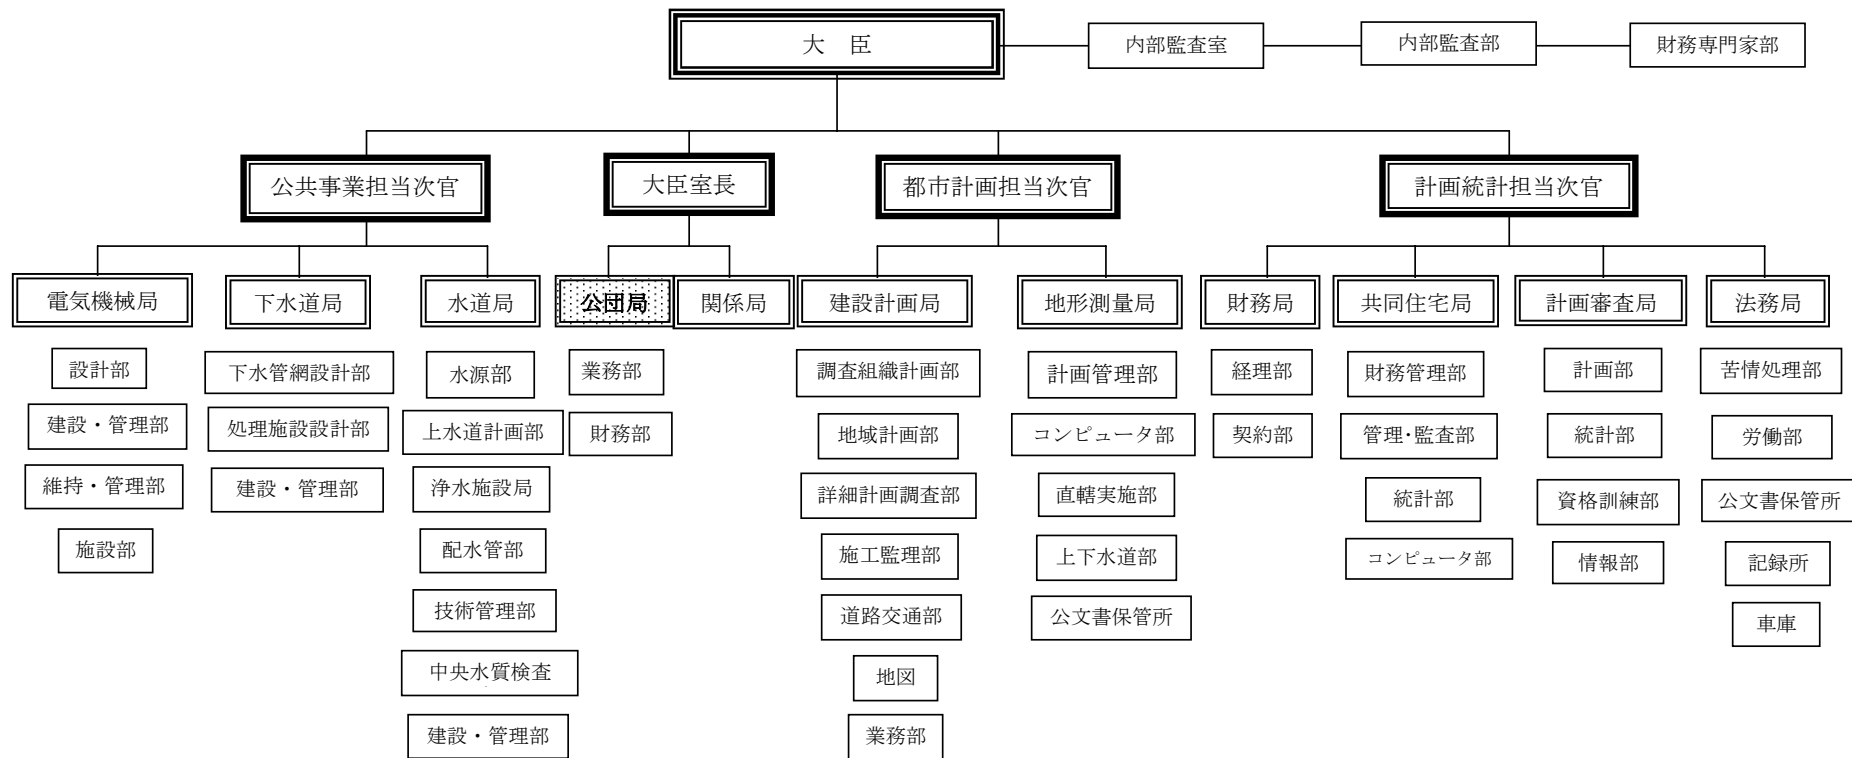 大　臣
内部監査室
内部監査部
財務専門家部
公共事業担当次官
大臣室長
都市計画担当次官
計画統計担当次官
電気機械局
下水道局
水道局
公団局
関係局
建設計画局
地形測量局
財務局
共同住宅局
計画審査局
法務局
設計部
建設・管理部
維持・管理部
施設部
下水管網設計部
処理施設設計部
建設・管理部
水源部
上水道計画部
浄水施設局
配水管部
技術管理部
中央水質検査
建設・管理部
業務部
財務部
調査組織計画部
地域計画部
詳細計画調査部
施工監理部
道路交通部
地図
業務部
計画管理部
コンピュータ部
直轄実施部
上下水道部
公文書保管所
経理部
契約部
財務管理部
管理・監査部
統計部
コンピュータ部
計画部
統計部
資格訓練部
情報部
苦情処理部
労働部
公文書保管所
記録所
車庫